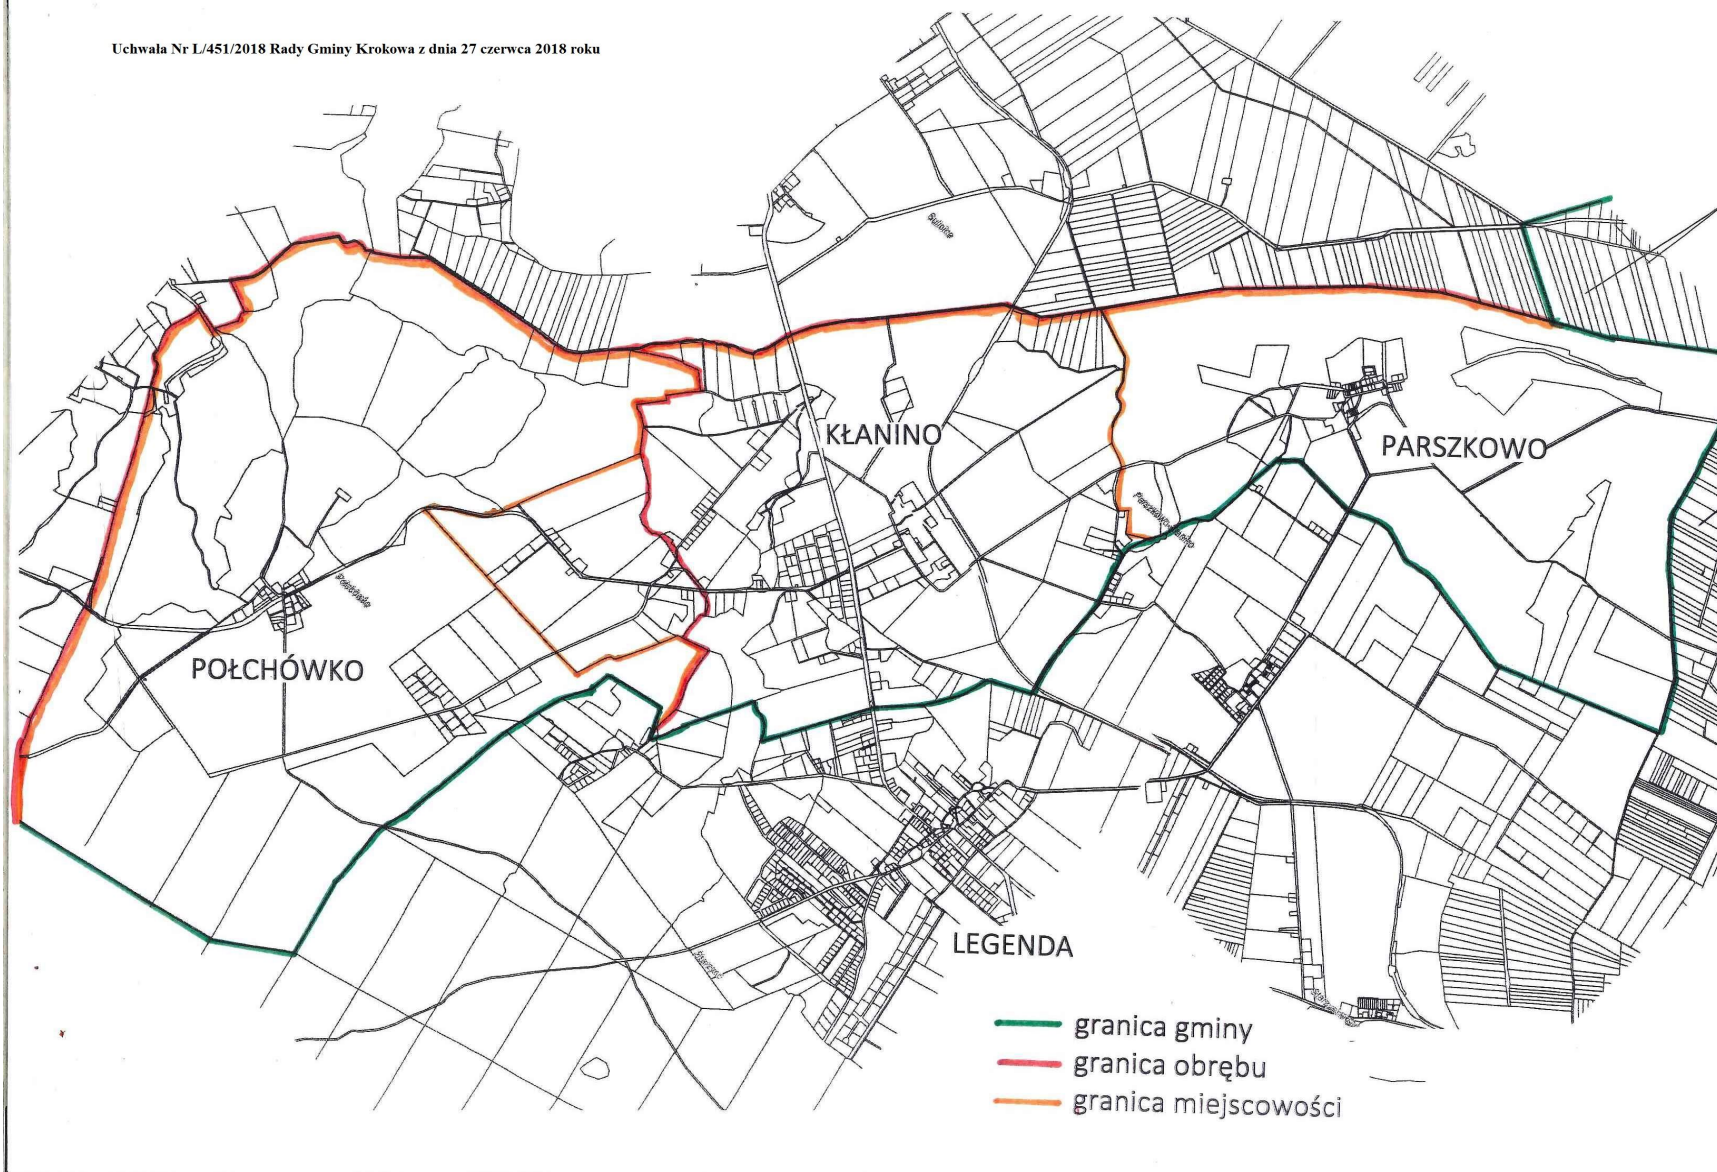 Uchwała Nr L/451/2018 Rady Gminy Krokowa z dnia 27 czerwca 2018 roku
KŁANINO
PARSZKOWO
POŁCHÓWKO
LEGENDA
granica gminy
granica obrębu
granica miejscowości